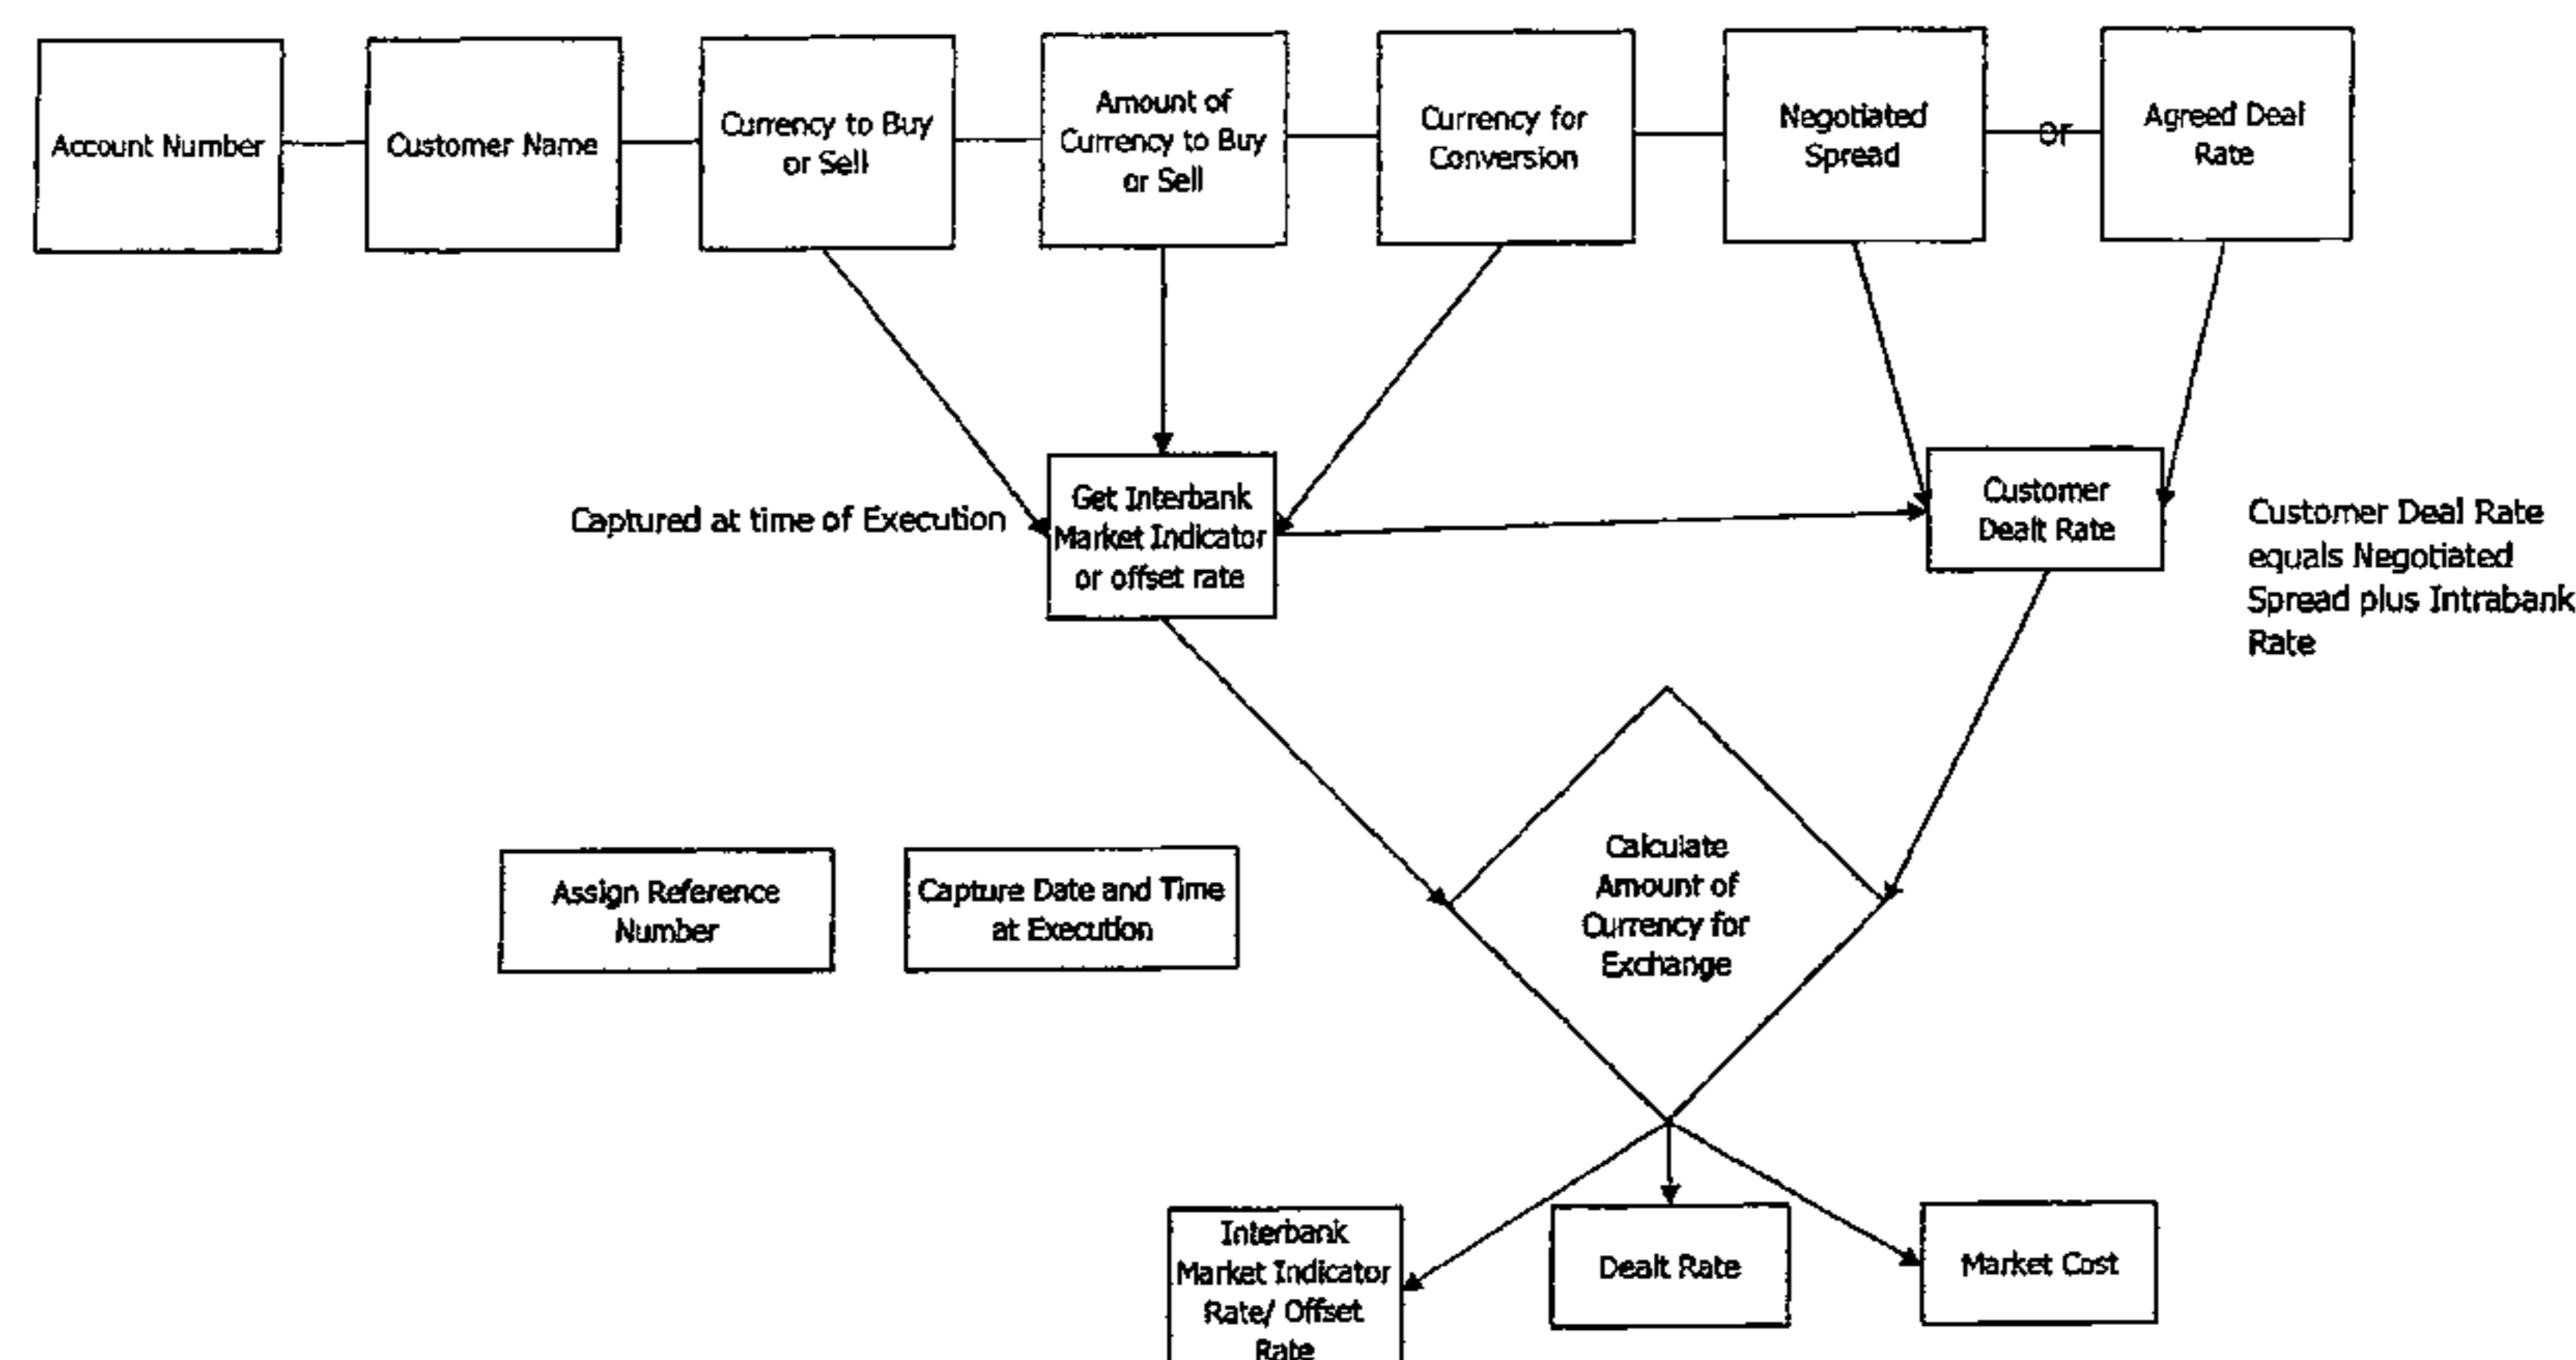 Account Number
Customer Name
Currency to Buy
or Sell
Amount of
Currency to Buy
or Sell
Currency for
Conversion
Negotiated
Spread
or
Agreed Deal
Rate
Captured at time of Execution
Get Interbank
Market Indicator
or offset rate
Customer
Dealt Rate
Customer Deal Rate
equals Negotiated
Spread plus Intrabank
Rate
Assign Reference
Number
Capture Date and Time
at Execution
Calculate
Amount of
Currency for
Exchange
Interbank
Market Indicator
Rate/ Offset
Rate
Dealt Rate
Market Cost